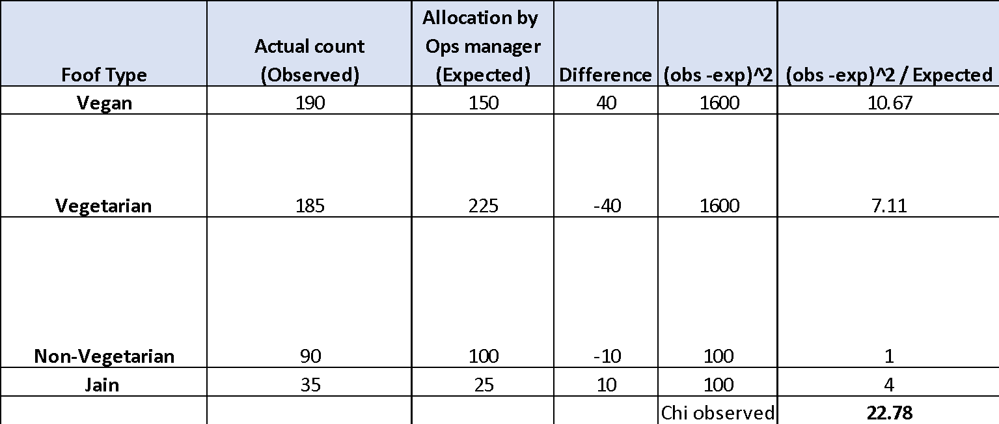 Foof Type Actual count (Observed) Allocation by Ops manager (Expected) Difference (obs -exp)^2 (obs -exp)^2 / Expected
Vegan 190 150 40 1600 10.67
Vegetarian 185 225 -40 1600 7.11
Non-Vegetarian 90 100 -10 100 1
Jain 35 25 10 100 4
Chi observed 22.78